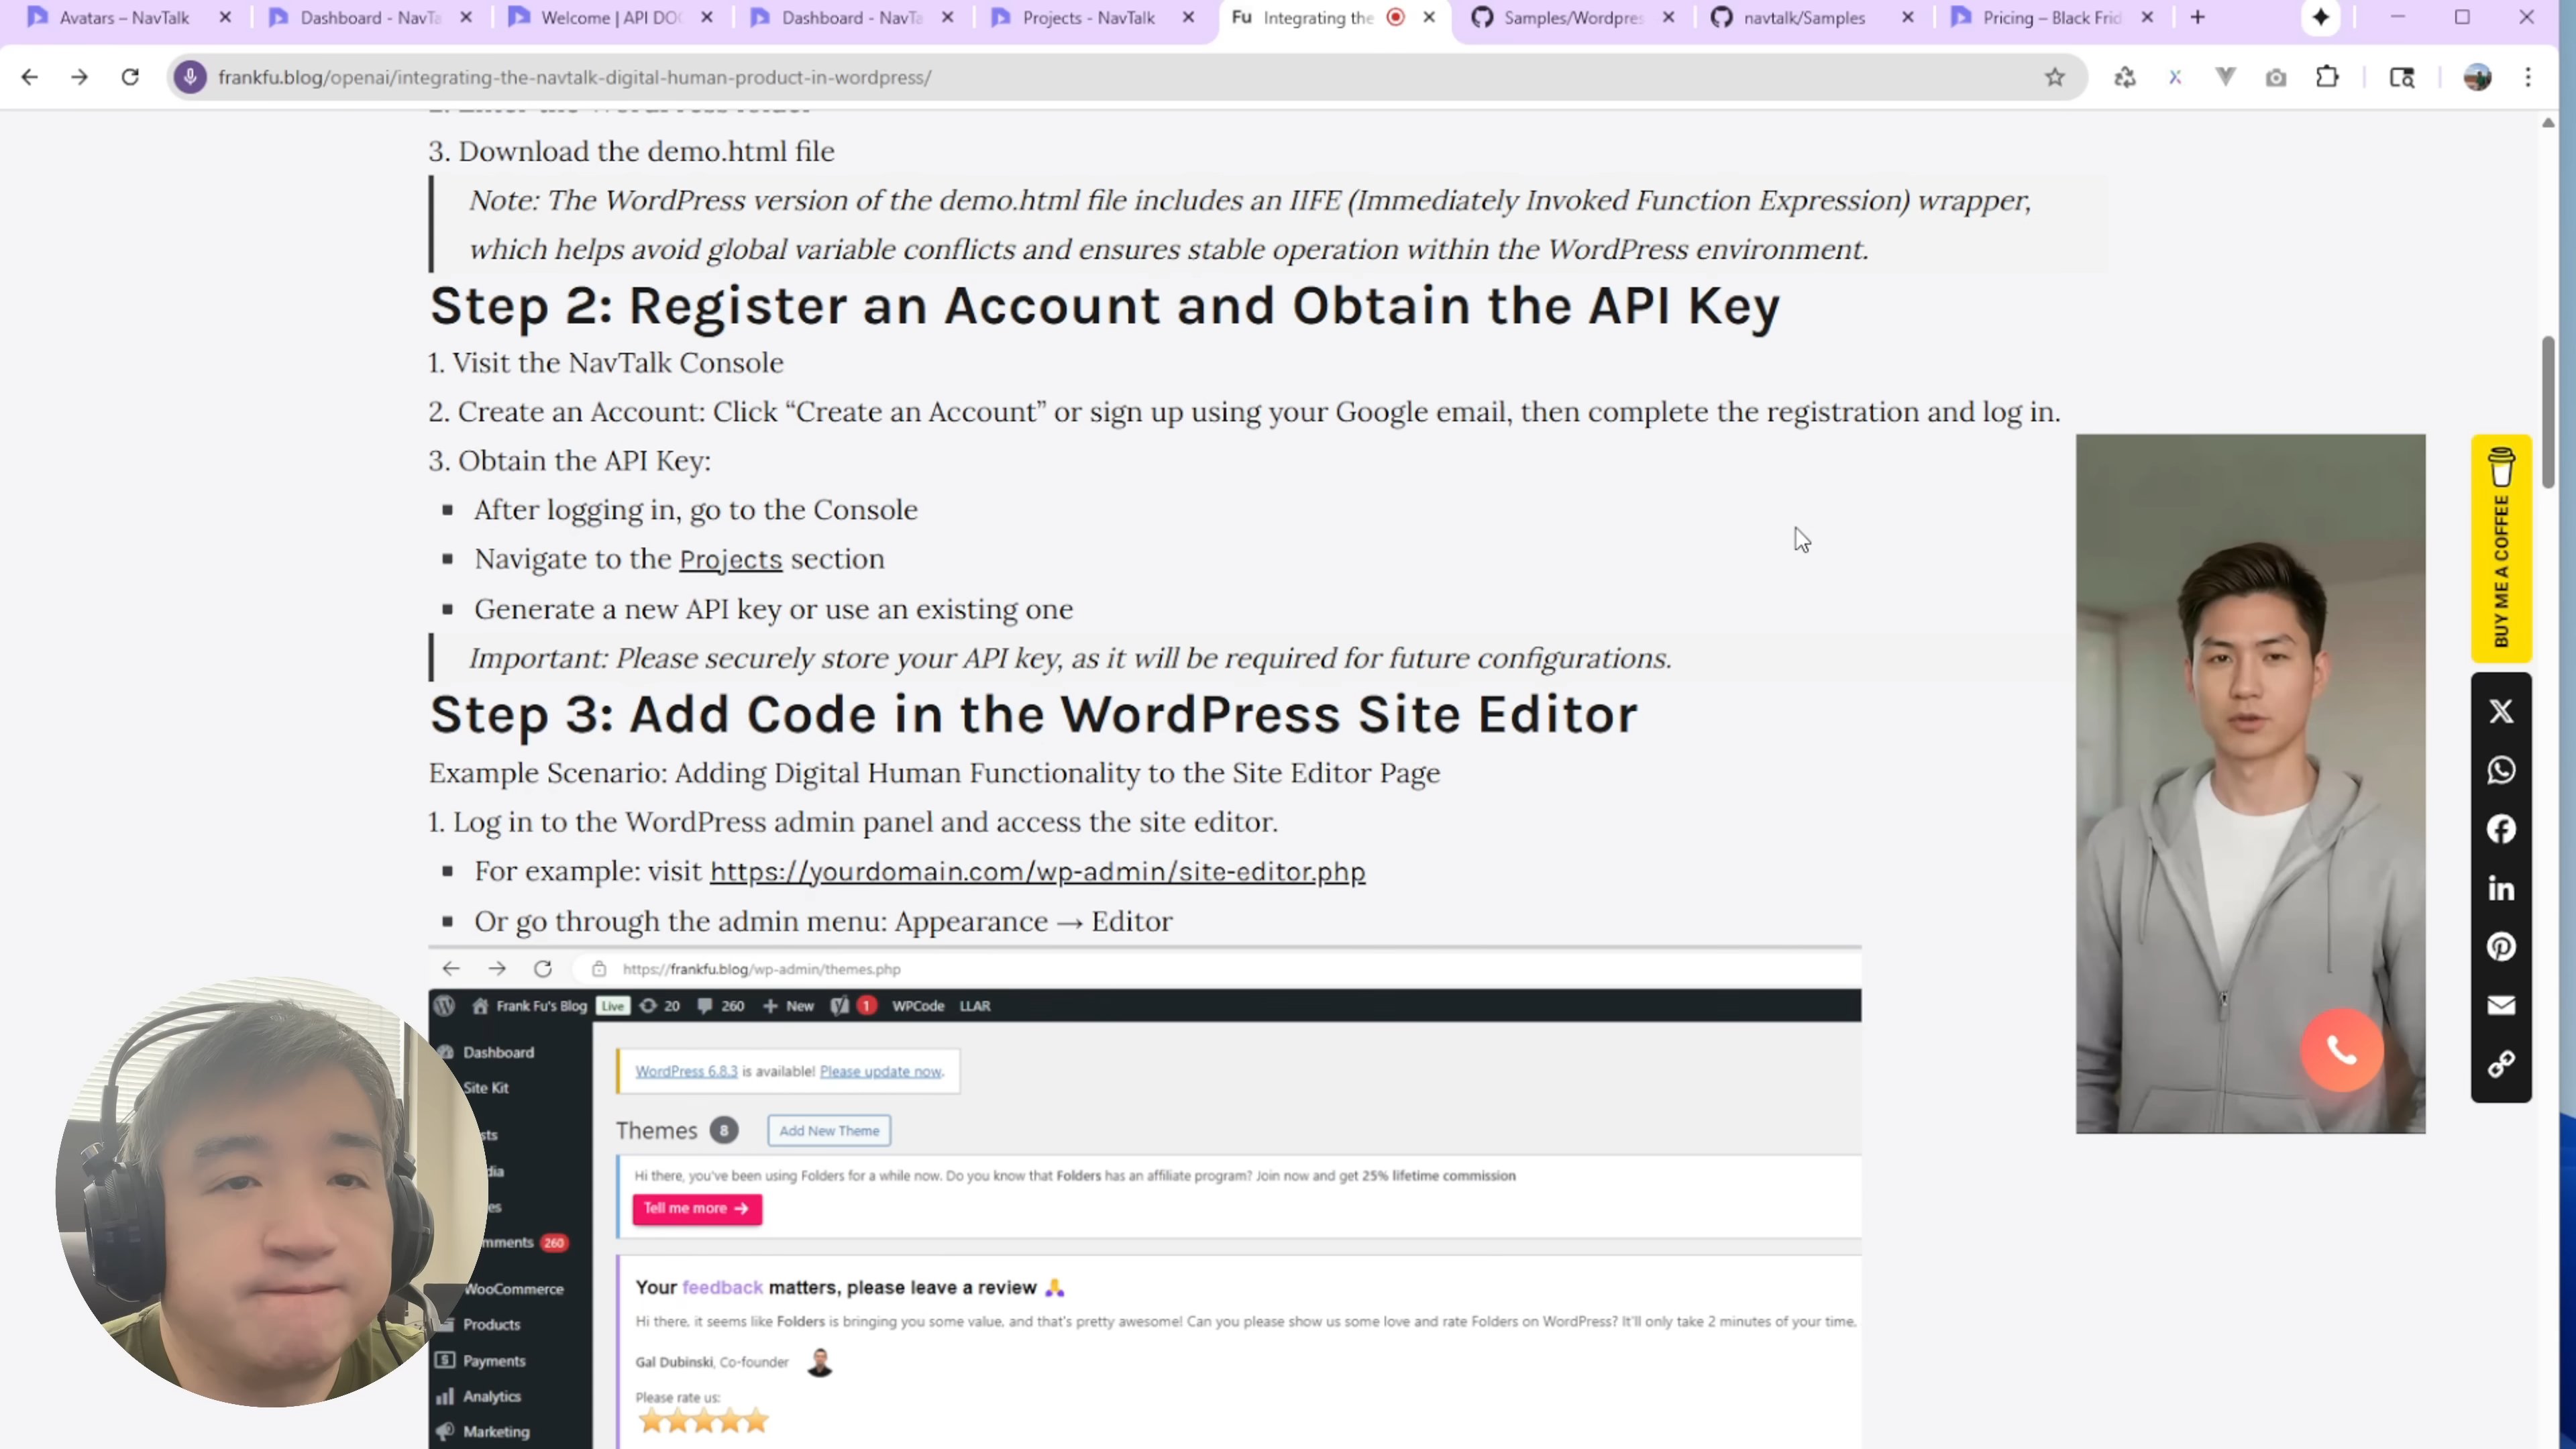 Avatars – NavTalk
Dashboard - NavTa
Welcome | API DOC
Dashboard - NavTa
Projects - NavTalk
Fu Integrating the
Samples/Wordpres
navtalk/Samples
Pricing – Black Frid
frankfu.blog/openai/integrating-the-navtalk-digital-human-product-in-wordpress/
3. Download the demo.html file
Note: The WordPress version of the demo.html file includes an IIFE (Immediately Invoked Function Expression) wrapper,
which helps avoid global variable conflicts and ensures stable operation within the WordPress environment.
Step 2: Register an Account and Obtain the API Key
1. Visit the NavTalk Console
2. Create an Account: Click “Create an Account” or sign up using your Google email, then complete the registration and log in.
3. Obtain the API Key:
▪ After logging in, go to the Console
▪ Navigate to the Projects section
▪ Generate a new API key or use an existing one
Important: Please securely store your API key, as it will be required for future configurations.
Step 3: Add Code in the WordPress Site Editor
Example Scenario: Adding Digital Human Functionality to the Site Editor Page
1. Log in to the WordPress admin panel and access the site editor.
▪ For example: visit https://yourdomain.com/wp-admin/site-editor.php
▪ Or go through the admin menu: Appearance → Editor
https://frankfu.blog/wp-admin/themes.php
Frank Fu's Blog Live 20 260 + New 1 WPCode LLAR
Dashboard
Site Kit
sts
dia
es
mments 260
WooCommerce
Products
Payments
Analytics
Marketing
WordPress 6.8.3 is available! Please update now.
Themes 8 Add New Theme
Hi there, you've been using Folders for a while now. Do you know that Folders has an affiliate program? Join now and get 25% lifetime commission
Tell me more →
Your feedback matters, please leave a review
Hi there, it seems like Folders is bringing you some value, and that's pretty awesome! Can you please show us some love and rate Folders on WordPress? It'll only take 2 minutes of your time,
Gal Dubinski, Co-founder
Please rate us:
BUY ME A COFFEE